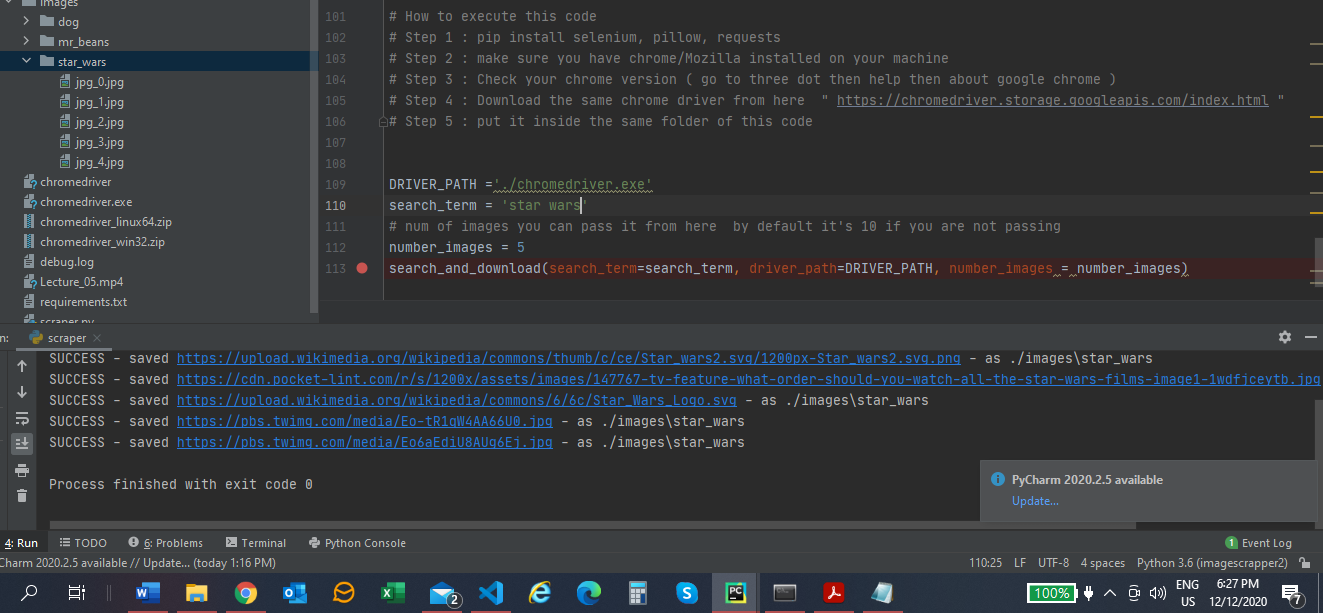 images
dog
mr_beans
star_wars
jpg_0.jpg
jpg_1.jpg
jpg_2.jpg
jpg_3.jpg
jpg_4.jpg
chromedriver
chromedriver.exe
chromedriver_linux64.zip
chromedriver_win32.zip
debug.log
Lecture_05.mp4
requirements.txt
scraper.py
101 # How to execute this code
102 # Step 1 : pip install selenium, pillow, requests
103 # Step 2 : make sure you have chrome/Mozilla installed on your machine
104 # Step 3 : Check your chrome version ( go to three dot then help then about google chrome )
105 # Step 4 : Download the same chrome driver from here " https://chromedriver.storage.googleapis.com/index.html "
106 # Step 5 : put it inside the same folder of this code
107
108
109 DRIVER_PATH ='./chromedriver.exe'
110 search_term = 'star wars'
111 # num of images you can pass it from here by default it's 10 if you are not passing
112 number_images = 5
113 search_and_download(search_term=search_term, driver_path=DRIVER_PATH, number_images = number_images)
n: scraper
SUCCESS - saved https://upload.wikimedia.org/wikipedia/commons/thumb/c/ce/Star_wars2.svg/1200px-Star_wars2.svg.png - as ./images\star_wars
SUCCESS - saved https://cdn.pocket-lint.com/r/s/1200x/assets/images/147767-tv-feature-what-order-should-you-watch-all-the-star-wars-films-image1-1wdfjceytb.jpg
SUCCESS - saved https://upload.wikimedia.org/wikipedia/commons/6/6c/Star_Wars_Logo.svg - as ./images\star_wars
SUCCESS - saved https://pbs.twimg.com/media/Eo-tR1qW4AA66U0.jpg - as ./images\star_wars
SUCCESS - saved https://pbs.twimg.com/media/Eo6aEdiU8AUg6Ej.jpg - as ./images\star_wars
Process finished with exit code 0
PyCharm 2020.2.5 available
Update...
4: Run TODO 6: Problems Terminal Python Console 1 Event Log
Charm 2020.2.5 available // Update... (today 1:16 PM) 110:25 LF UTF-8 4 spaces Python 3.6 (imagescrapper2)
W X 2 e S PC 100% ENG 6:27 PM
US 12/12/2020 7